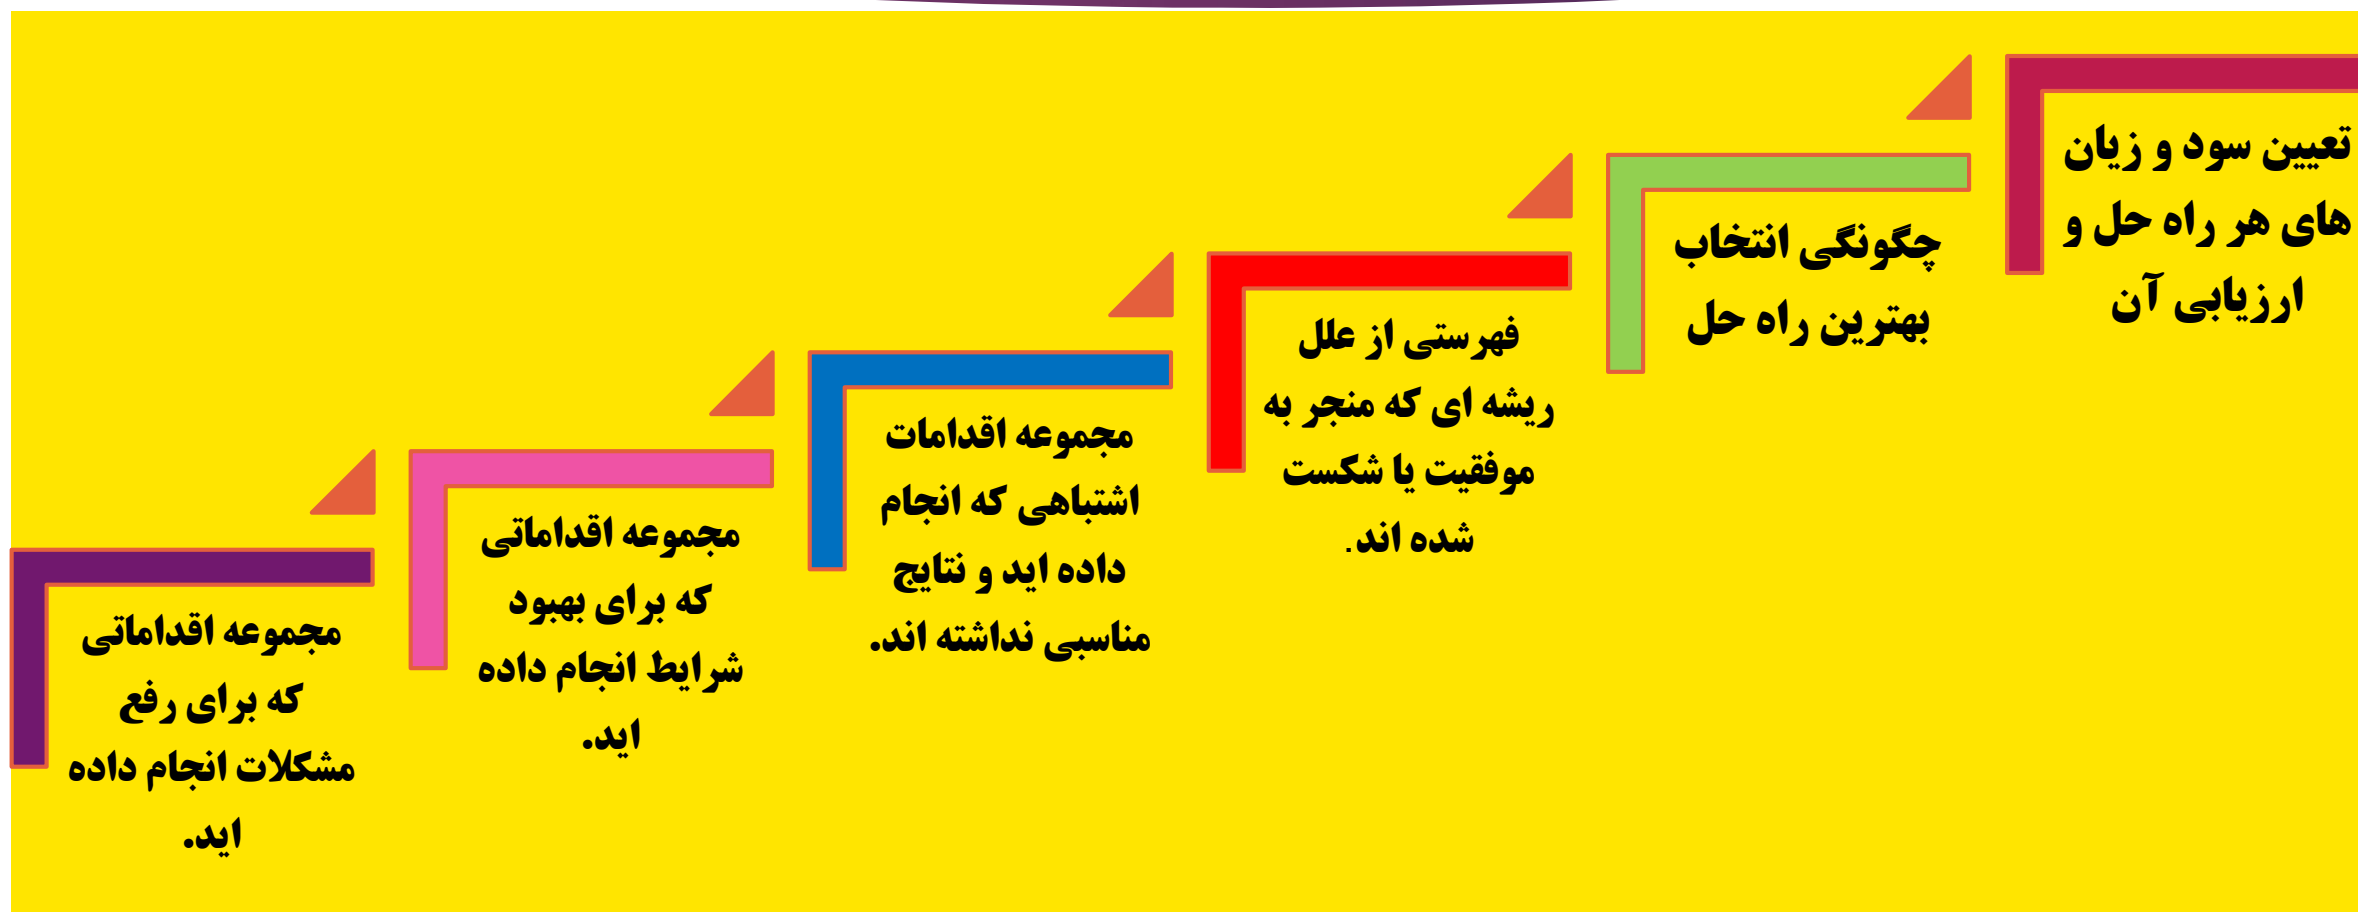 تعیین سود و زیان
های هر راه حل و
ارزیابی آن
چگونگی انتخاب
بهترین راه حل
فهرستی از علل
ریشه ای که منجر به
موفقیت یا شکست
شده اند.
مجموعه اقدامات
اشتباهی که انجام
داده اید و نتایج
مناسبی نداشته اند.
مجموعه اقداماتی
که برای بهبود
شرایط انجام داده
اید.
مجموعه اقداماتی
که برای رفع
مشکلات انجام داده
اید.